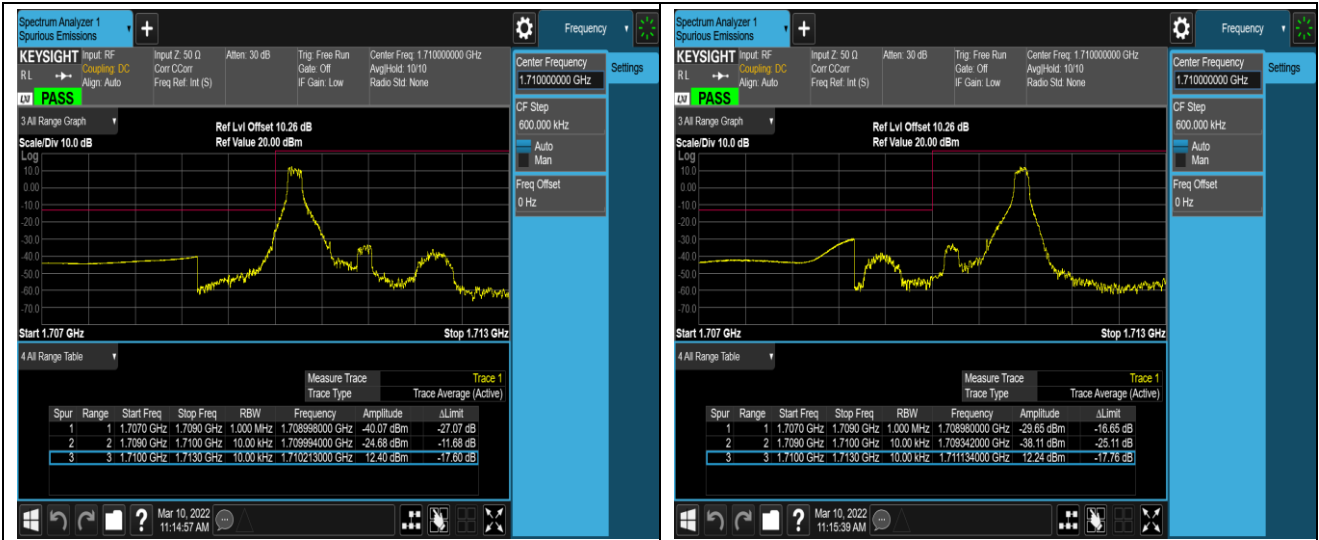 Spectrum Analyzer 1
Spurious Emissions
+
Frequency
KEYSIGHT Input: RF Input Z: 50 Ω Atten: 30 dB Trig: Free Run Center Freq: 1.710000000 GHz
Coupling: DC Corr CCorr Gate: Off Avg|Hold: 10/10
RL Align: Auto Freq Ref: Int (S) IF Gain: Low Radio Std: None
LXI PASS
3 All Range Graph
Ref Lvl Offset 10.26 dB
Scale/Div 10.0 dB Ref Value 20.00 dBm
Log
10.0
0.00
-10.0
-20.0
-30.0
-40.0
-50.0
-60.0
-70.0
Start 1.707 GHz Stop 1.713 GHz
4 All Range Table
Measure Trace Trace 1
Trace Type Trace Average (Active)
Spur Range Start Freq Stop Freq RBW Frequency Amplitude ΔLimit
1 1 1.7070 GHz 1.7090 GHz 1.000 MHz 1.708998000 GHz -40.07 dBm -27.07 dB
2 2 1.7090 GHz 1.7100 GHz 10.00 kHz 1.709994000 GHz -24.68 dBm -11.68 dB
3 3 1.7100 GHz 1.7130 GHz 10.00 kHz 1.710213000 GHz 12.40 dBm -17.60 dB
?
Mar 10, 2022
11:14:57 AM
Center Frequency
1.710000000 GHz
Settings
CF Step
600.000 kHz
Auto
Man
Freq Offset
0 Hz
Spectrum Analyzer 1
Spurious Emissions
+
Frequency
KEYSIGHT Input: RF Input Z: 50 Ω Atten: 30 dB Trig: Free Run Center Freq: 1.710000000 GHz
Coupling: DC Corr CCorr Gate: Off Avg|Hold: 10/10
RL Align: Auto Freq Ref: Int (S) IF Gain: Low Radio Std: None
LXI PASS
3 All Range Graph
Ref Lvl Offset 10.26 dB
Scale/Div 10.0 dB Ref Value 20.00 dBm
Log
10.0
0.00
-10.0
-20.0
-30.0
-40.0
-50.0
-60.0
-70.0
Start 1.707 GHz Stop 1.713 GHz
4 All Range Table
Measure Trace Trace 1
Trace Type Trace Average (Active)
Spur Range Start Freq Stop Freq RBW Frequency Amplitude ΔLimit
1 1 1.7070 GHz 1.7090 GHz 1.000 MHz 1.708980000 GHz -29.65 dBm -16.65 dB
2 2 1.7090 GHz 1.7100 GHz 10.00 kHz 1.709342000 GHz -38.11 dBm -25.11 dB
3 3 1.7100 GHz 1.7130 GHz 10.00 kHz 1.711134000 GHz 12.24 dBm -17.76 dB
?
Mar 10, 2022
11:15:39 AM
Center Frequency
1.710000000 GHz
Settings
CF Step
600.000 kHz
Auto
Man
Freq Offset
0 Hz